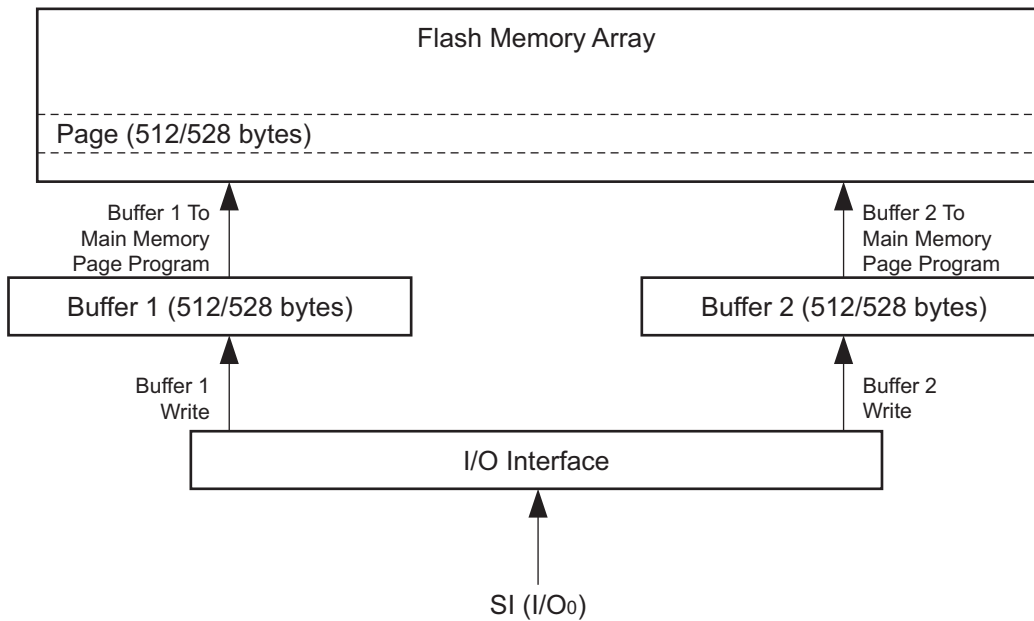 Flash Memory Array
Page (512/528 bytes)
Buffer 1 To
Main Memory
Page Program
Buffer 2 To
Main Memory
Page Program
Buffer 1 (512/528 bytes)
Buffer 2 (512/528 bytes)
Buffer 1
Write
Buffer 2
Write
I/O Interface
SI (I/O0)